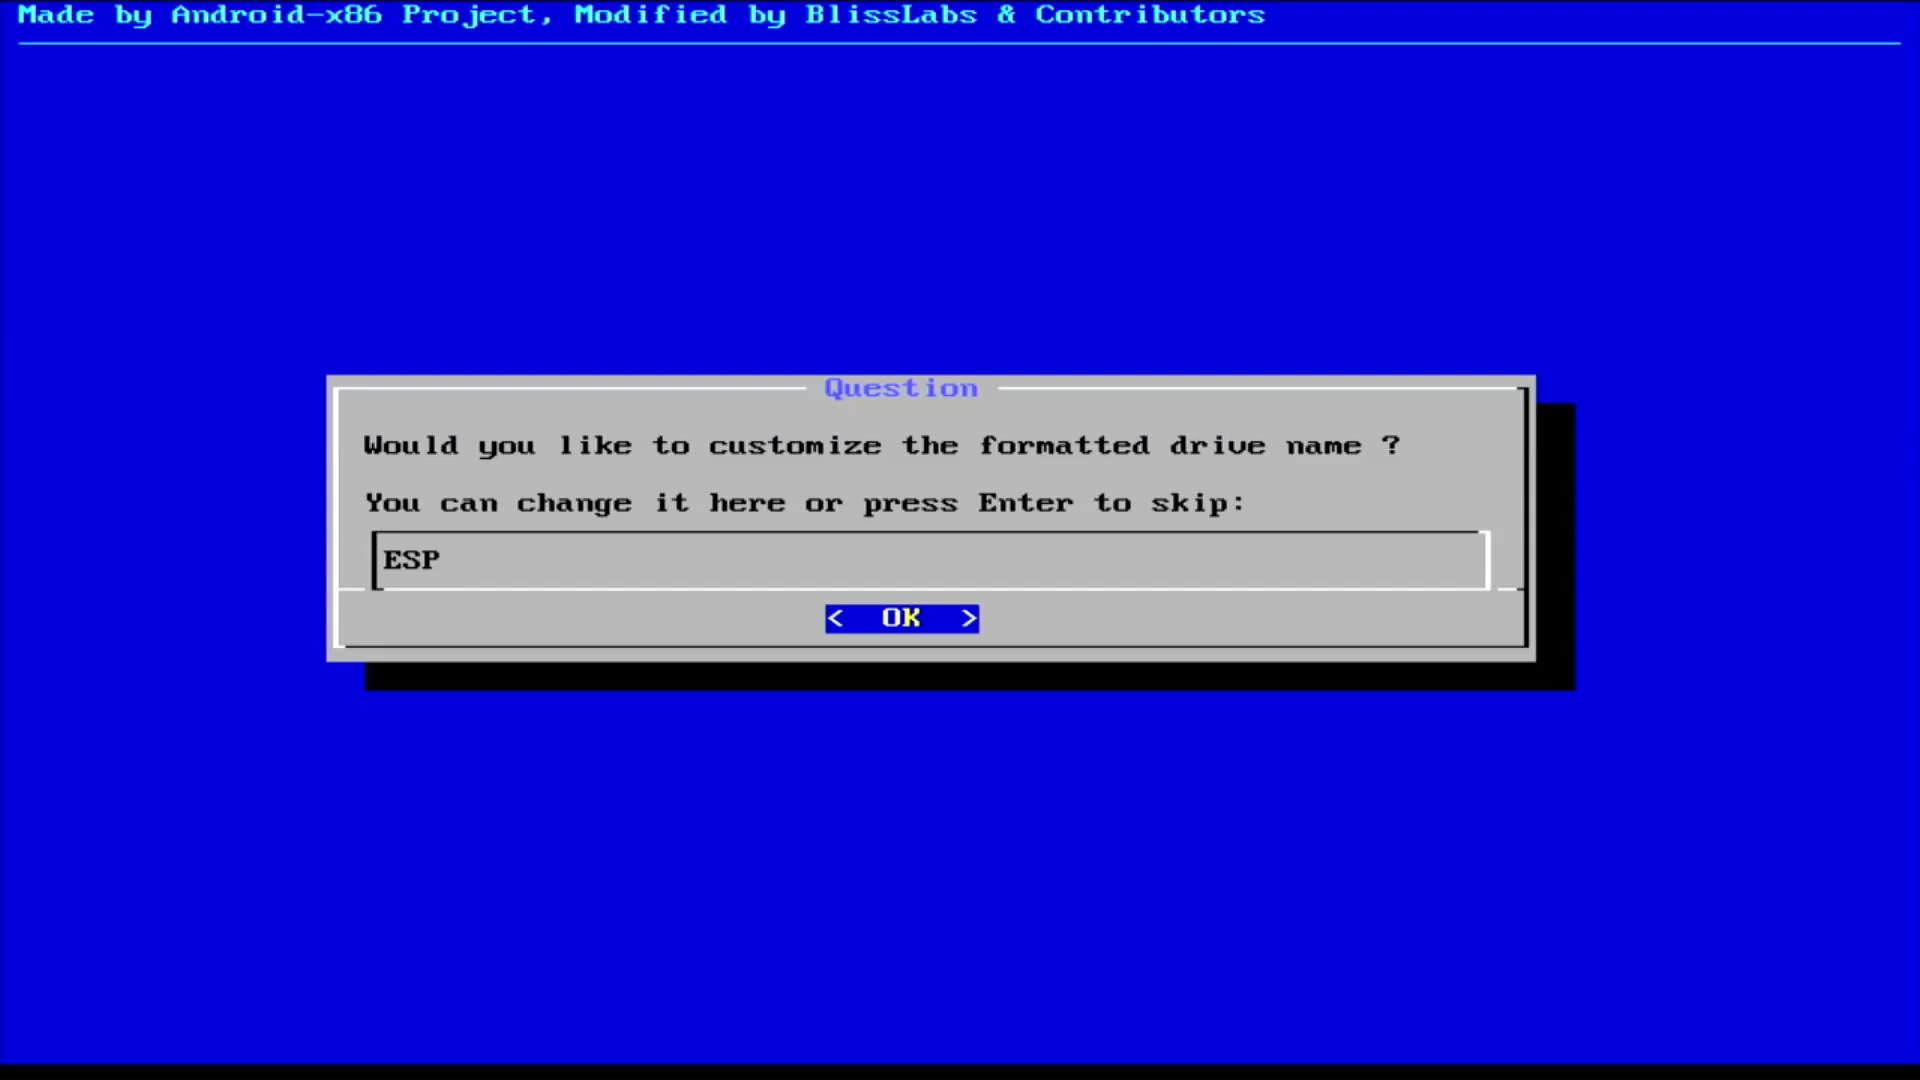 Made by Android-x86 Project, Modified by BlissLabs & Contributors
Question
Would you like to customize the formatted drive name ?
You can change it here or press Enter to skip:
ESP
< OK >